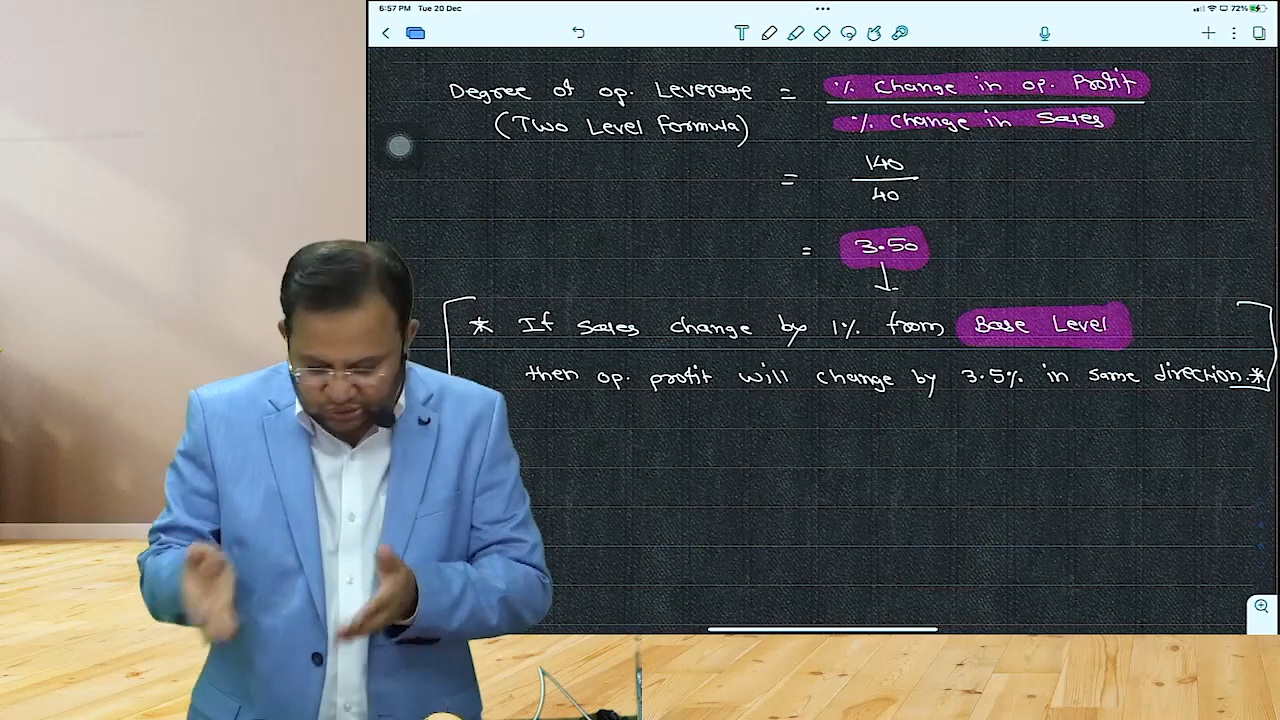 6:57 PM Tue 20 Dec
72%
Degree of op. Leverage = % Change in op. Profit
(Two Level Formula) % Change in Sales
= 140
40
= 3.50
* If Sales change by 1% from Base Level
then op. profit will change by 3.5% in same direction.*